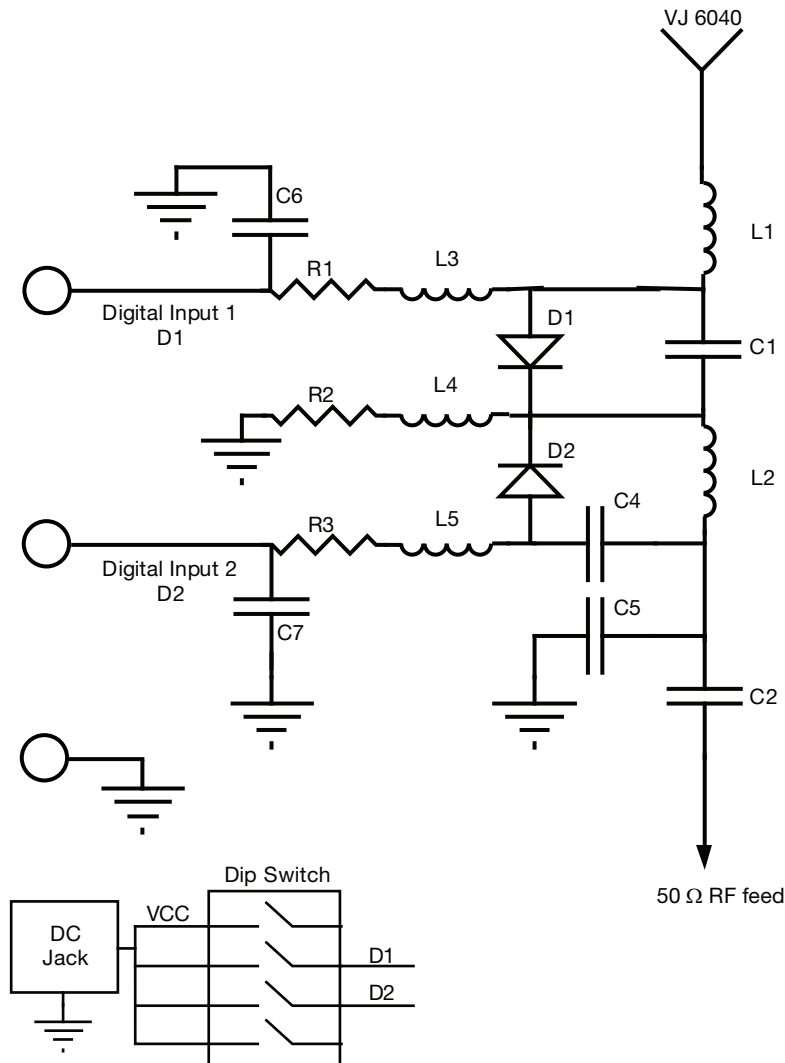 VJ 6040
C6
L1
R1
L3
Digital Input 1
D1
D1
C1
R2
L4
D2
L2
C4
R3
L5
Digital Input 2
D2
C5
C7
C2
Dip Switch
50 Ω RF feed
VCC
DC
Jack
D1
D2